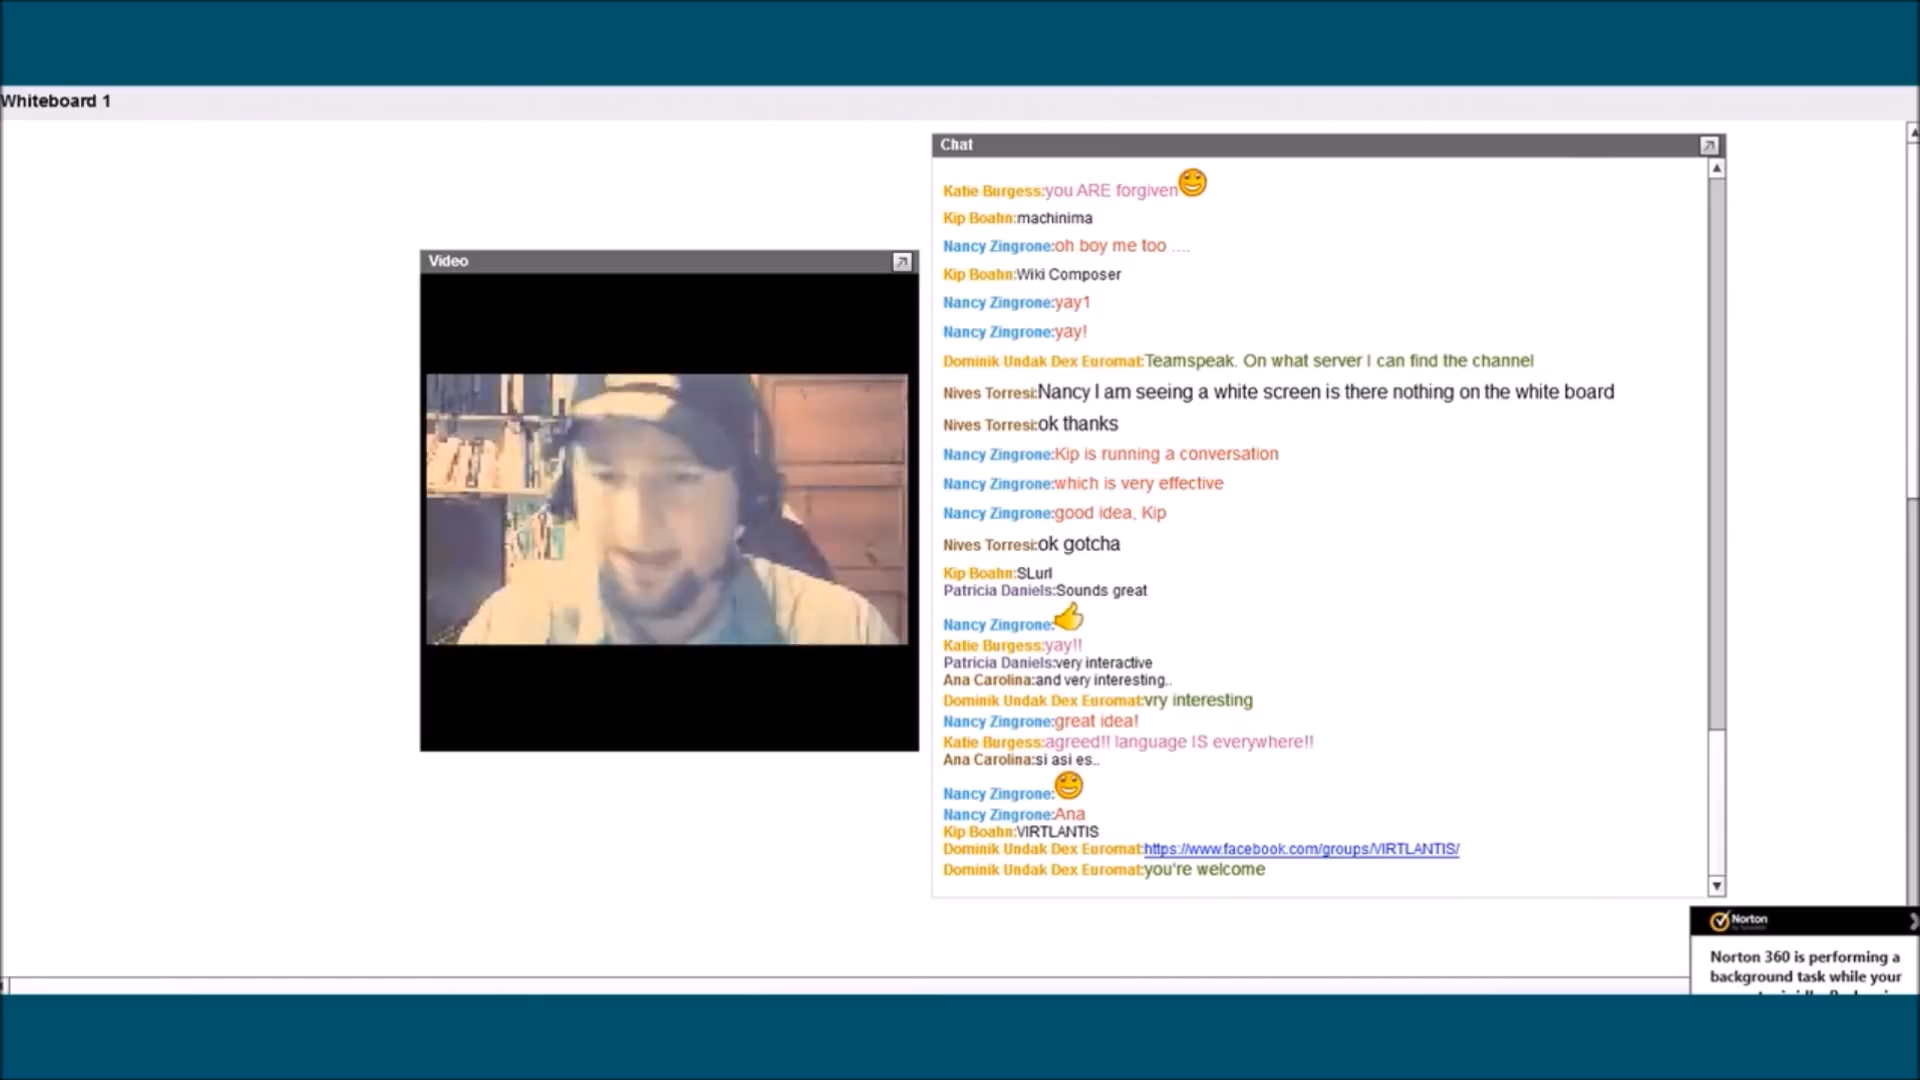 Whiteboard 1
Chat
Katie Burgess:you ARE forgiven
Kip Boahn:machinima
Video
Nancy Zingrone:oh boy me too ....
Kip Boahn:Wiki Composer
Nancy Zingrone:yay1
Nancy Zingrone:yay!
Dominik Undak Dex Euromat:Teamspeak. On what server I can find the channel
Nives Torresi:Nancy I am seeing a white screen is there nothing on the white board
Nives Torresi:ok thanks
Nancy Zingrone:Kip is running a conversation
Nancy Zingrone:which is very effective
Nancy Zingrone:good idea, Kip
Nives Torresi:ok gotcha
Kip Boahn:SLurl
Patricia Daniels:Sounds great
Nancy Zingrone:
Katie Burgess:yay!!
Patricia Daniels:very interactive
Ana Carolina:and very interesting..
Dominik Undak Dex Euromat:vry interesting
Nancy Zingrone:great idea!
Katie Burgess:agreed!! language IS everywhere!!
Ana Carolina:si asi es..
Nancy Zingrone:
Nancy Zingrone:Ana
Kip Boahn:VIRTLANTIS
Dominik Undak Dex Euromat:https://www.facebook.com/groups/VIRTLANTIS/
Dominik Undak Dex Euromat:you're welcome
Norton
Norton 360 is performing a
background task while your